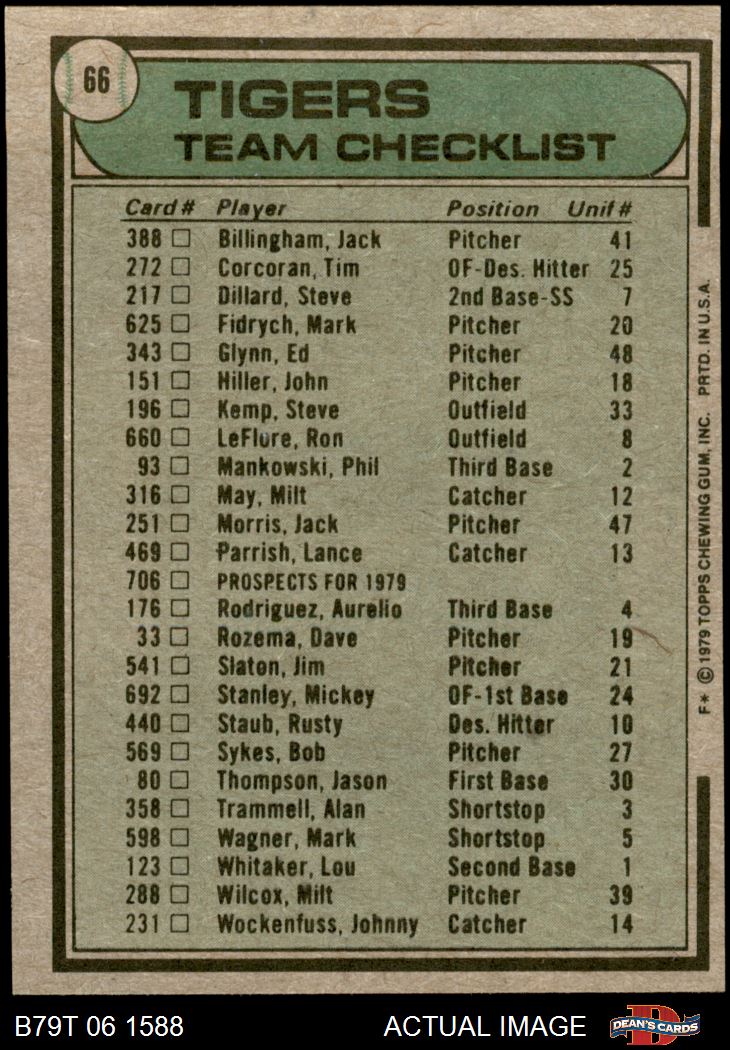 66
TIGERS
TEAM CHECKLIST
Card # Player Position Unif #
388 □ Billingham, Jack Pitcher 41
272 □ Corcoran, Tim OF-Des. Hitter 25
217 □ Dillard, Steve 2nd Base-SS 7
625 □ Fidrych, Mark Pitcher 20
343 □ Glynn, Ed Pitcher 48
151 □ Hiller, John Pitcher 18
196 □ Kemp, Steve Outfield 33
660 □ LeFlore, Ron Outfield 8
93 □ Mankowski, Phil Third Base 2
316 □ May, Milt Catcher 12
251 □ Morris, Jack Pitcher 47
469 □ Parrish, Lance Catcher 13
706 □ PROSPECTS FOR 1979
176 □ Rodriguez, Aurelio Third Base 4
33 □ Rozema, Dave Pitcher 19
541 □ Slaton, Jim Pitcher 21
692 □ Stanley, Mickey OF-1st Base 24
440 □ Staub, Rusty Des. Hitter 10
569 □ Sykes, Bob Pitcher 27
80 □ Thompson, Jason First Base 30
358 □ Trammell, Alan Shortstop 3
598 □ Wagner, Mark Shortstop 5
123 □ Whitaker, Lou Second Base 1
288 □ Wilcox, Milt Pitcher 39
231 □ Wockenfuss, Johnny Catcher 14
F* © 1979 TOPPS CHEWING GUM, INC. PRTD. IN U.S.A.
B79T 06 1588 ACTUAL IMAGE
D
DEAN'S CARDS